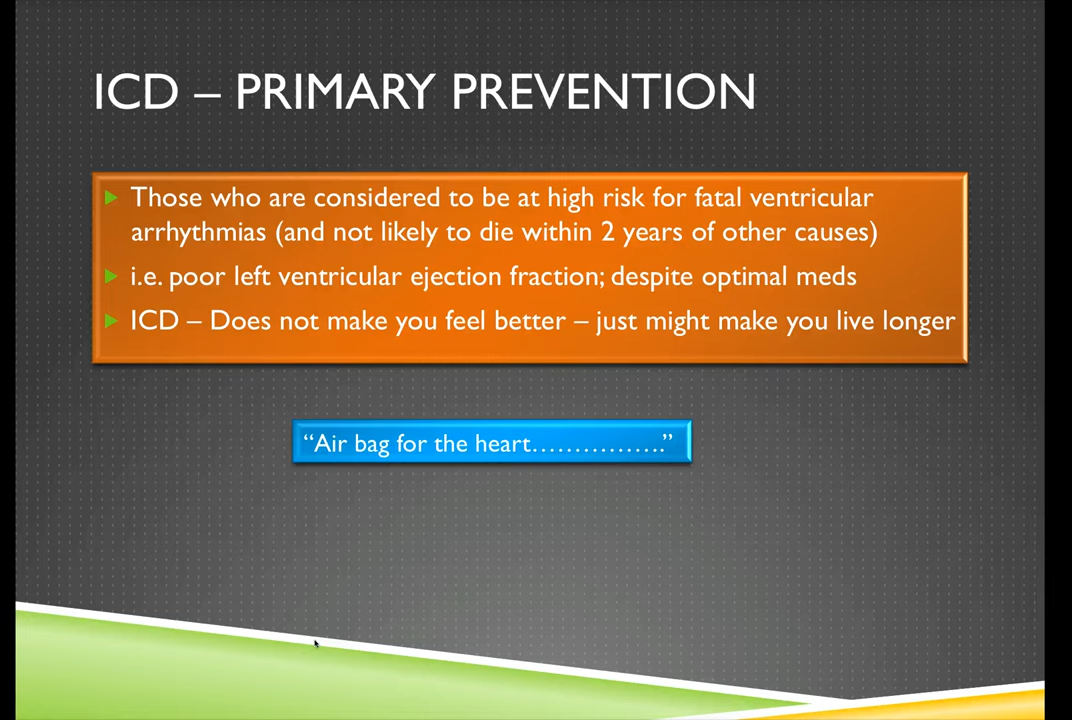 ICD – PRIMARY PREVENTION
Those who are considered to be at high risk for fatal ventricular
arrhythmias (and not likely to die within 2 years of other causes)
i.e. poor left ventricular ejection fraction; despite optimal meds
ICD – Does not make you feel better – just might make you live longer
“Air bag for the heart…………….”